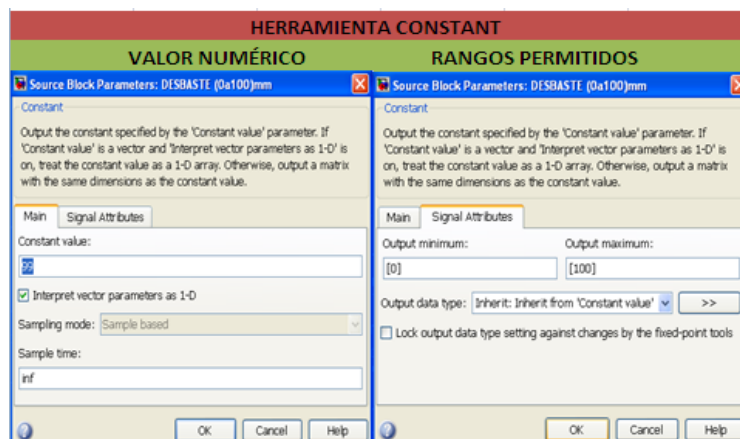 HERRAMIENTA CONSTANT
VALOR NUMÉRICO
Source Block Parameters: DESBASTE (0a100)mm
Constant
Output the constant specified by the 'Constant value' parameter. If
'Constant value' is a vector and 'Interpret vector parameters as 1-D' is
on, treat the constant value as a 1-D array. Otherwise, output a matrix
with the same dimensions as the constant value.
Main Signal Attributes
Constant value:
99
Interpret vector parameters as 1-D
Sampling mode: Sample based
Sample time:
inf
OK Cancel Help
RANGOS PERMITIDOS
Source Block Parameters: DESBASTE (0a100)mm
Constant
Output the constant specified by the 'Constant value' parameter. If
'Constant value' is a vector and 'Interpret vector parameters as 1-D' is
on, treat the constant value as a 1-D array. Otherwise, output a matrix
with the same dimensions as the constant value.
Main Signal Attributes
Output minimum: Output maximum:
[0] [100]
Output data type: Inherit: Inherit from 'Constant value' >>
Lock output data type setting against changes by the fixed-point tools
OK Cancel Help